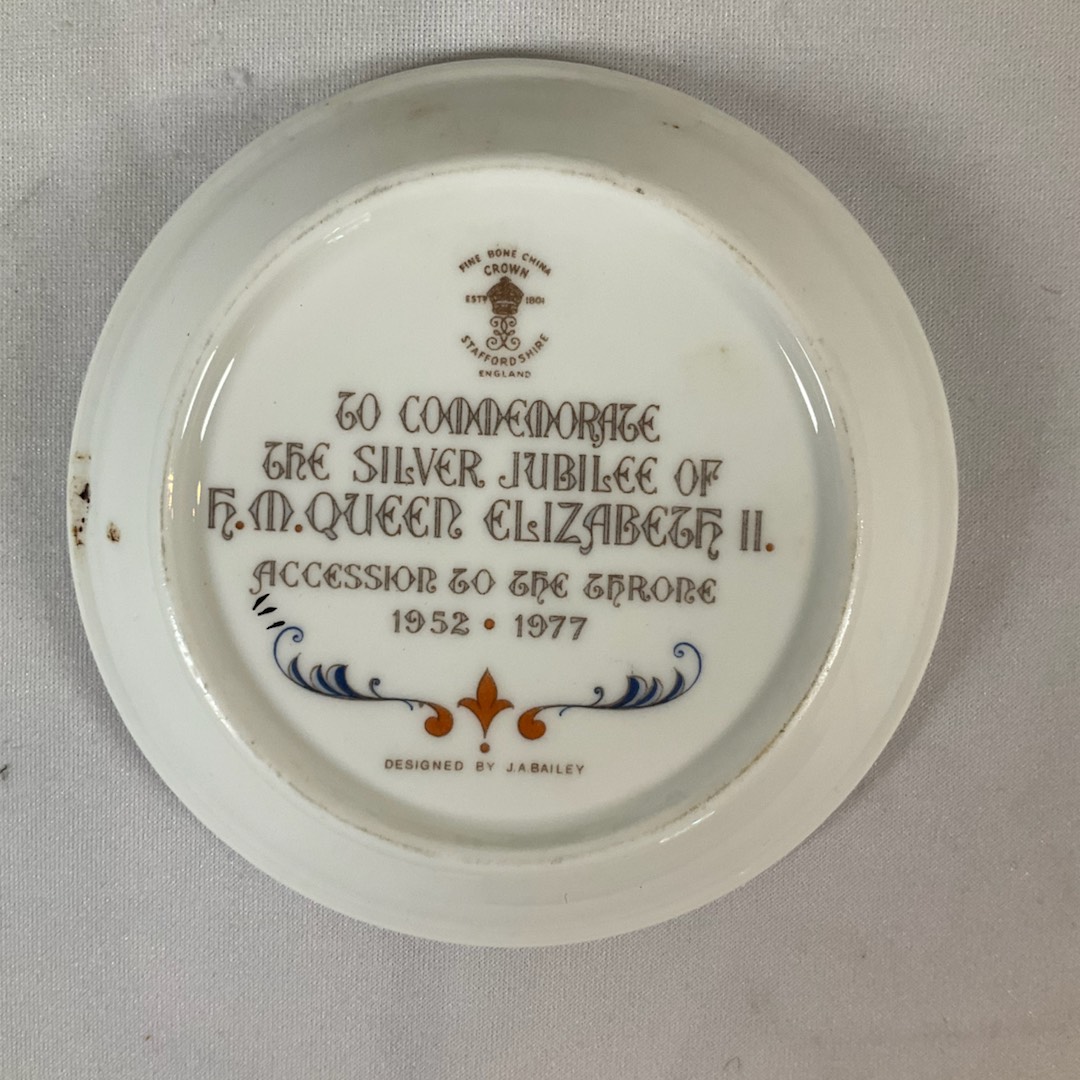 FINE BONE CHINA
CROWN
ESTD 1801
STAFFORDSHIRE
ENGLAND
TO COMMEMORATE
THE SILVER JUBILEE OF
H.M.QUEEN ELIZABETH II.
ACCESSION TO THE THRONE
1952 • 1977
DESIGNED BY J.A.BAILEY